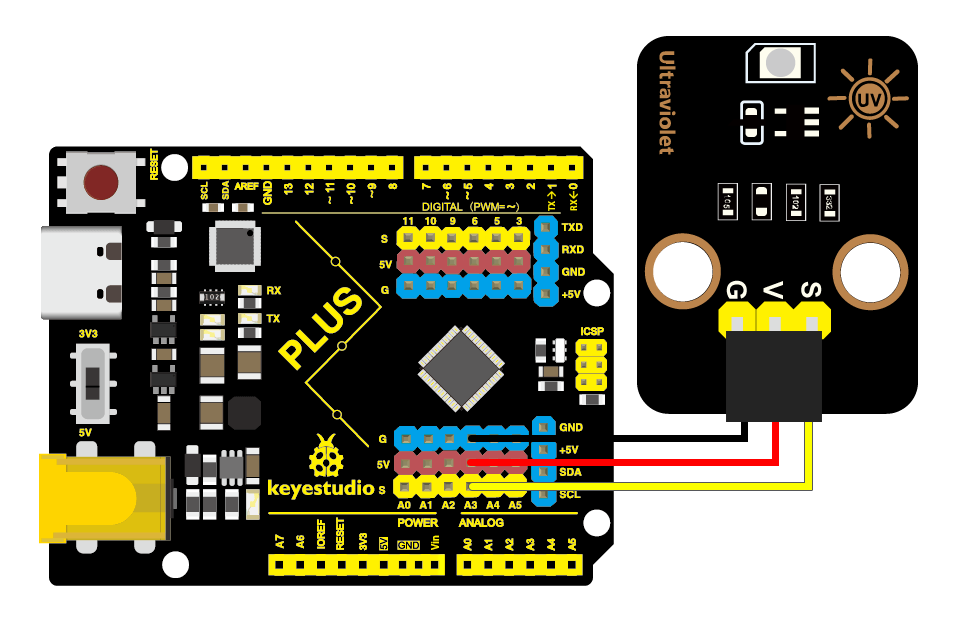 Ultraviolet
UV
105
102
332
G V S
RESET
SCL SDA AREF GND 13 12 ~11 ~10 ~9 8 7 ~6 ~5 4 3 2 TX→1 RX←0
DIGITAL (PWM=~)
11 10 9 6 5 3
S
5V
G
TXD
RXD
GND
+5V
RX
TX
102
PLUS
ICSP
3V3
5V
G
5V
S
A0 A1 A2 A3 A4 A5
GND
+5V
SDA
SCL
keyestudio
POWER ANALOG
A7 A6 IOREF RESET 3V3 5V GND Vin A0 A1 A2 A3 A4 A5